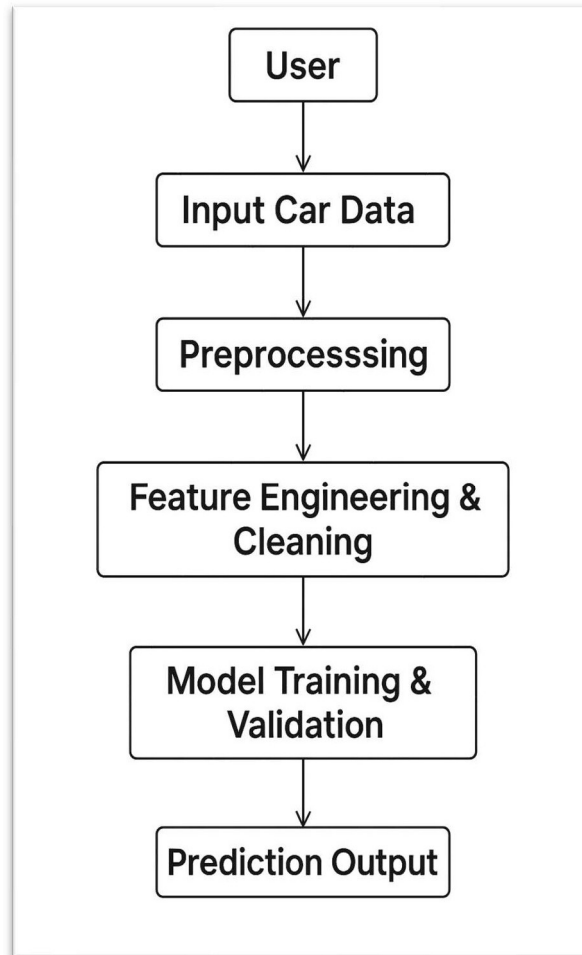 User
Input Car Data
Preprocesssing
Feature Engineering &
Cleaning
Model Training &
Validation
Prediction Output